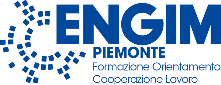 ENGIM
PIEMONTE
Formazione Orientamento
Cooperazione Lavoro